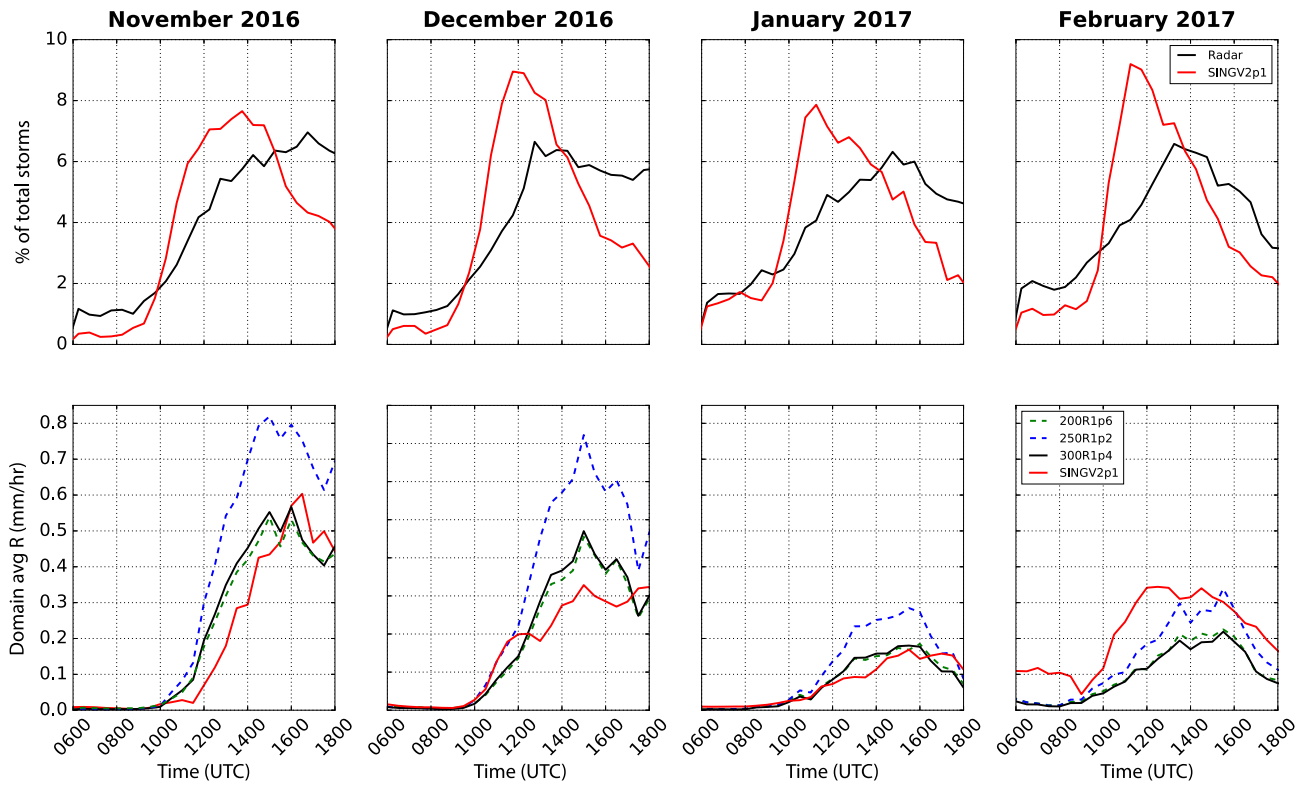 November 2016
December 2016
January 2017
February 2017
10
8
6
4
2
0
% of total storms
Radar
SINGV2p1
0.8
0.7
0.6
0.5
0.4
0.3
0.2
0.1
0.0
Domain avg R (mm/hr)
200R1p6
250R1p2
300R1p4
SINGV2p1
0600 0800 1000 1200 1400 1600 1800
0600 0800 1000 1200 1400 1600 1800
0600 0800 1000 1200 1400 1600 1800
0600 0800 1000 1200 1400 1600 1800
Time (UTC)
Time (UTC)
Time (UTC)
Time (UTC)